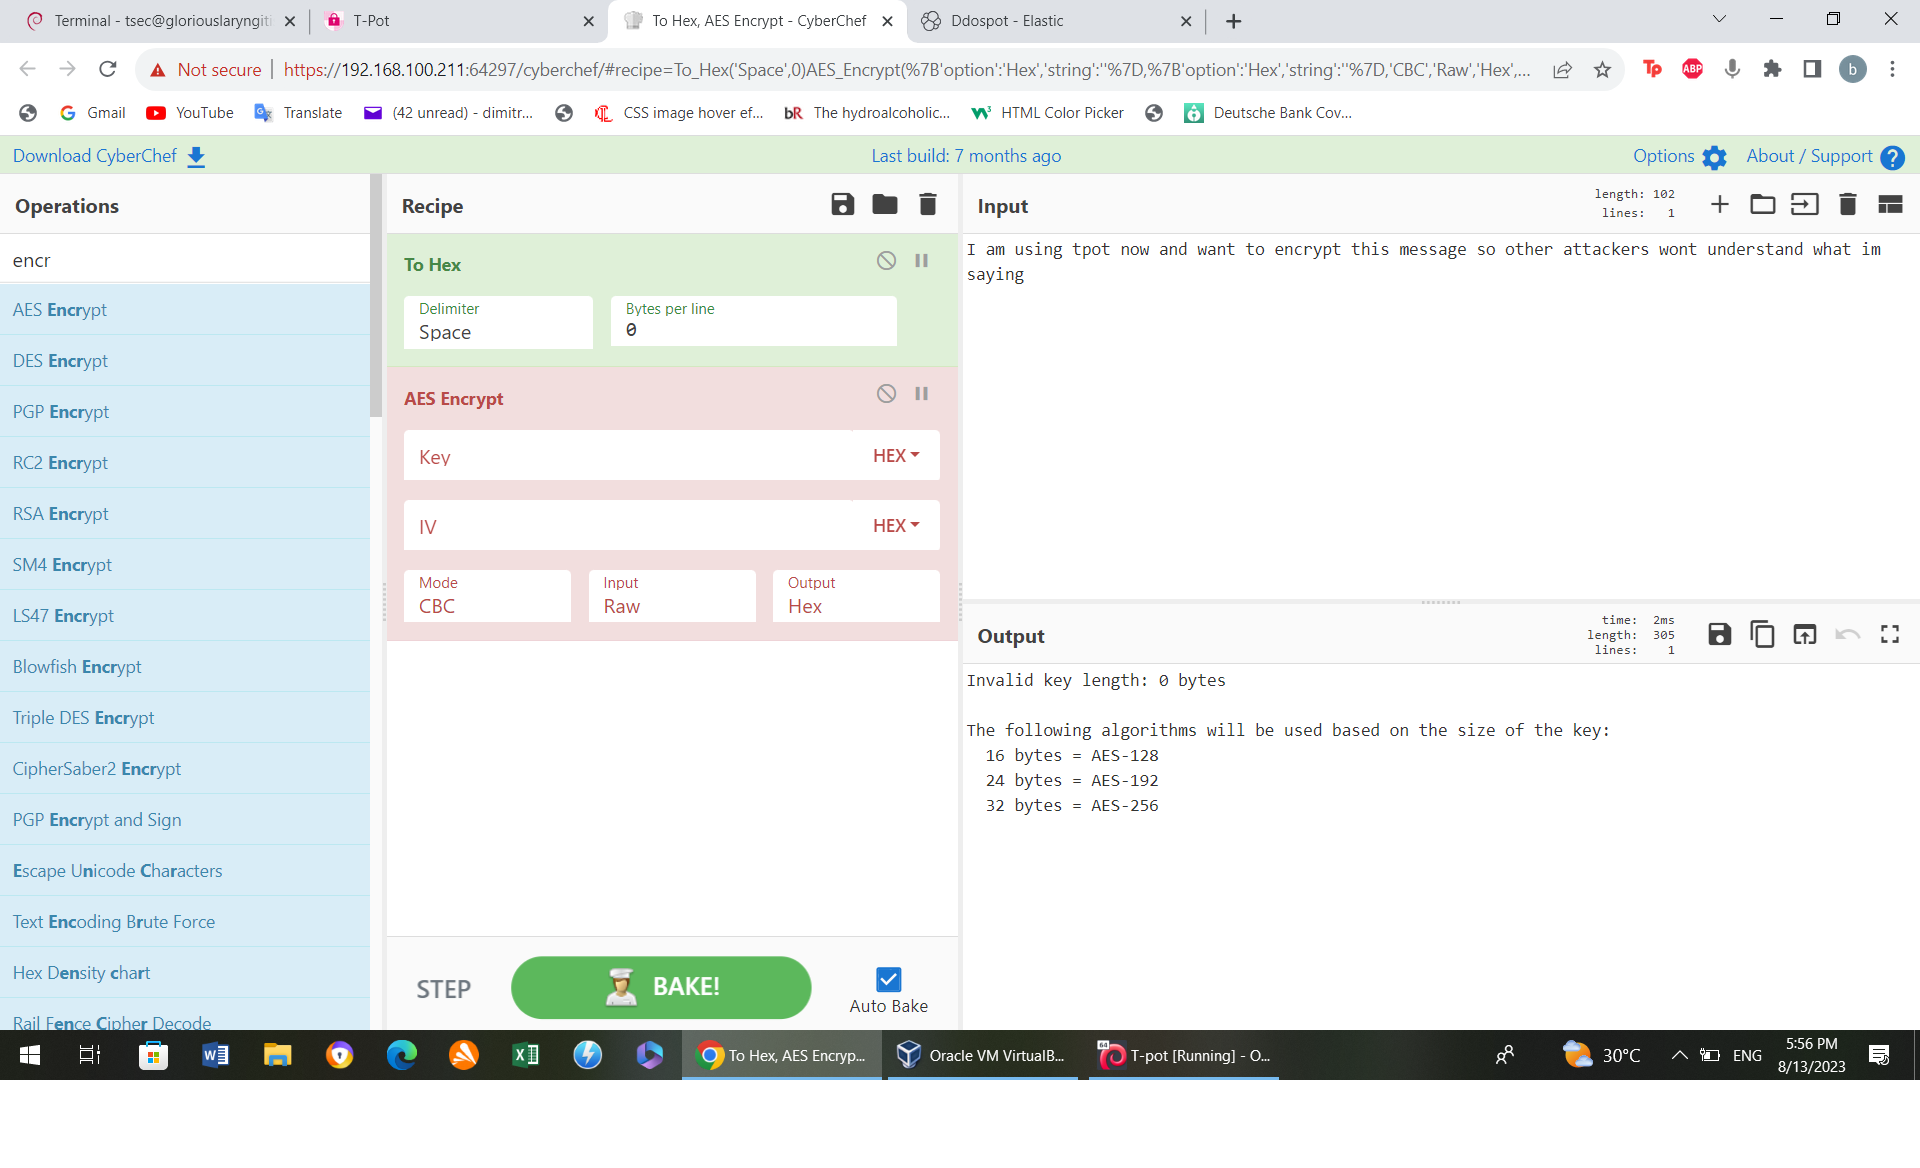 Terminal - tsec@gloriouslaryngiti
T-Pot
To Hex, AES Encrypt - CyberChef
Ddospot - Elastic
Not secure
https://192.168.100.211:64297/cyberchef/#recipe=To_Hex('Space',0)AES_Encrypt(%7B'option':'Hex','string':''%7D,%7B'option':'Hex','string':''%7D,'CBC','Raw','Hex',...
Tp
ABP
b
Gmail
YouTube
Translate
(42 unread) - dimitr...
CSS image hover ef...
bR
The hydroalcoholic...
HTML Color Picker
Deutsche Bank Cov...
Download CyberChef
Last build: 7 months ago
Options
About / Support
Operations
encr
AES Encrypt
DES Encrypt
PGP Encrypt
RC2 Encrypt
RSA Encrypt
SM4 Encrypt
LS47 Encrypt
Blowfish Encrypt
Triple DES Encrypt
CipherSaber2 Encrypt
PGP Encrypt and Sign
Escape Unicode Characters
Text Encoding Brute Force
Hex Density chart
Rail Fence Cipher Decode
Recipe
To Hex
Delimiter
Space
Bytes per line
0
AES Encrypt
Key
HEX
IV
HEX
Mode
CBC
Input
Raw
Output
Hex
STEP
BAKE!
Auto Bake
Input
length: 102
lines: 1
I am using tpot now and want to encrypt this message so other attackers wont understand what im
saying
Output
time: 2ms
length: 305
lines: 1
Invalid key length: 0 bytes
The following algorithms will be used based on the size of the key:
16 bytes = AES-128
24 bytes = AES-192
32 bytes = AES-256
To Hex, AES Encryp...
Oracle VM VirtualB...
64
T-pot [Running] - O...
30°C
ENG
5:56 PM
8/13/2023